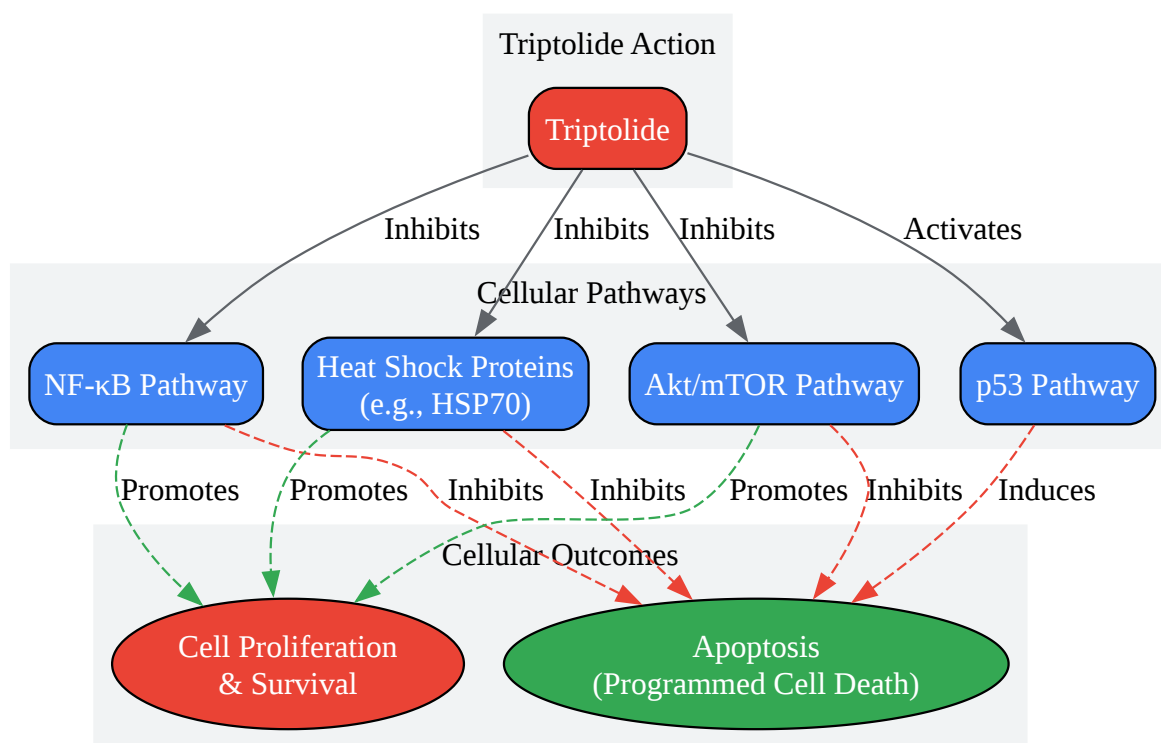 Triptolide Action
Triptolide
Inhibits
Inhibits
Inhibits
Activates
Cellular Pathways
NF-κB Pathway
Heat Shock Proteins
(e.g., HSP70)
Akt/mTOR Pathway
p53 Pathway
Promotes
Promotes
Inhibits
Inhibits
Promotes
Inhibits
Induces
Cellular Outcomes
Cell Proliferation
& Survival
Apoptosis
(Programmed Cell Death)